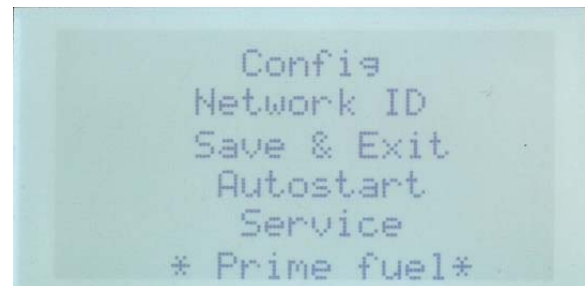 Config
Network ID
Save & Exit
Autostart
Service
* Prime fuel*